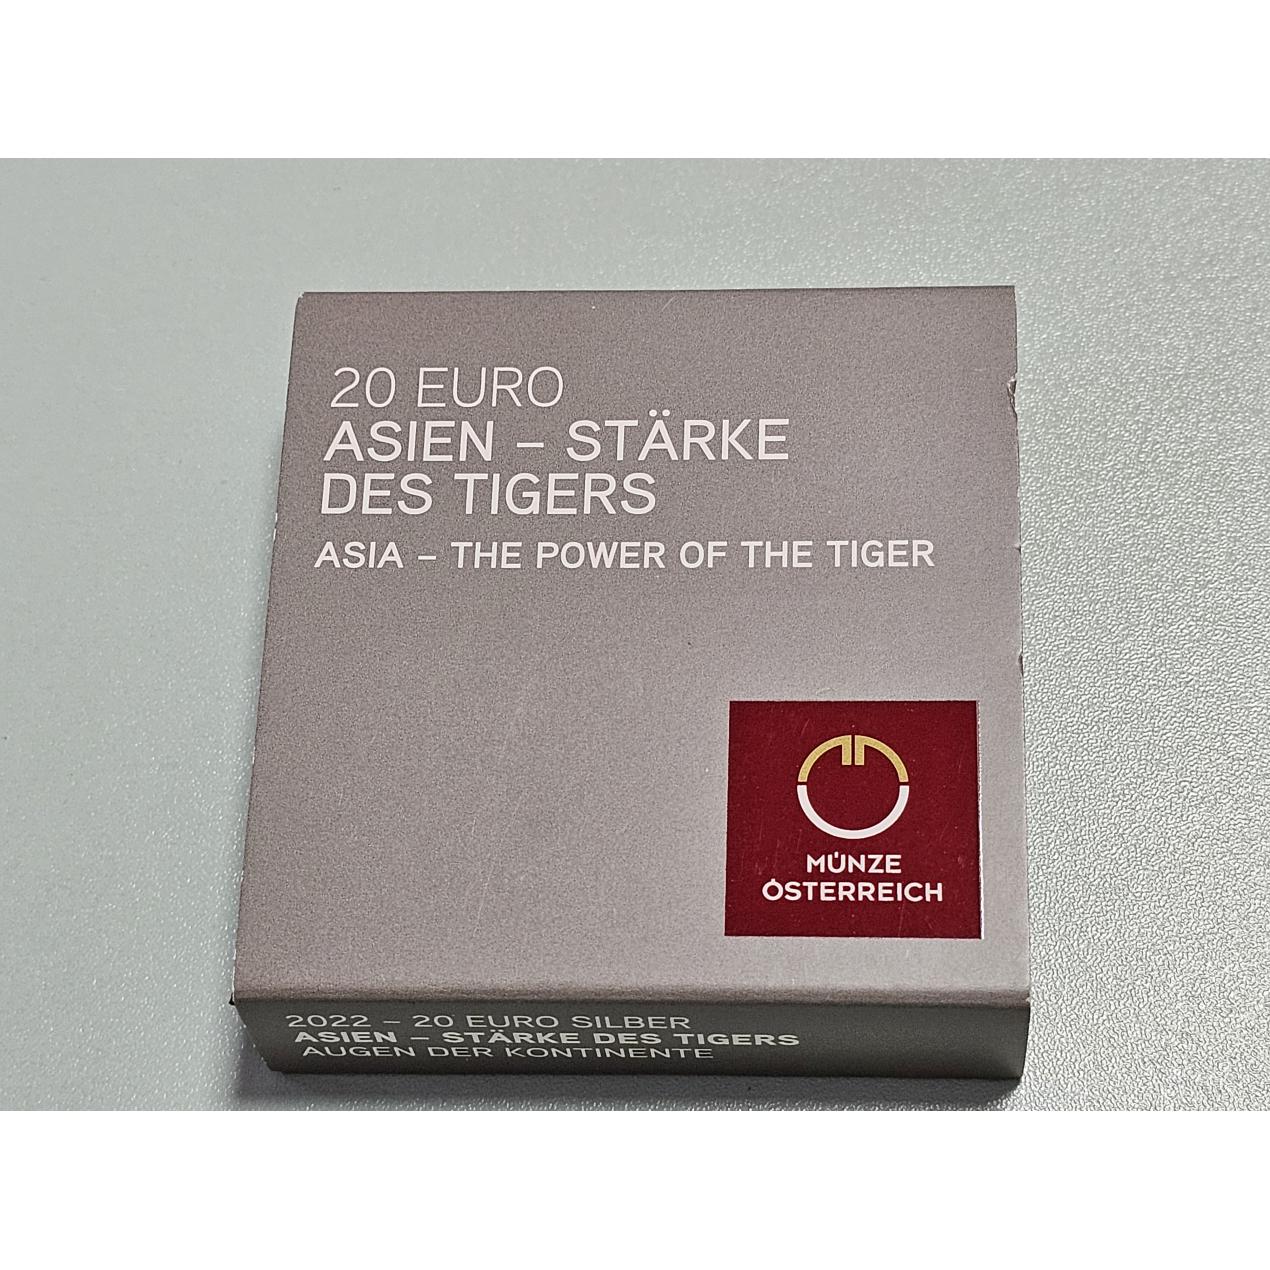 20 EURO
ASIEN – STÄRKE
DES TIGERS
ASIA – THE POWER OF THE TIGER
MÜNZE
ÖSTERREICH
2022 – 20 EURO SILBER
ASIEN – STÄRKE DES TIGERS
AUGEN DER KONTINENTE